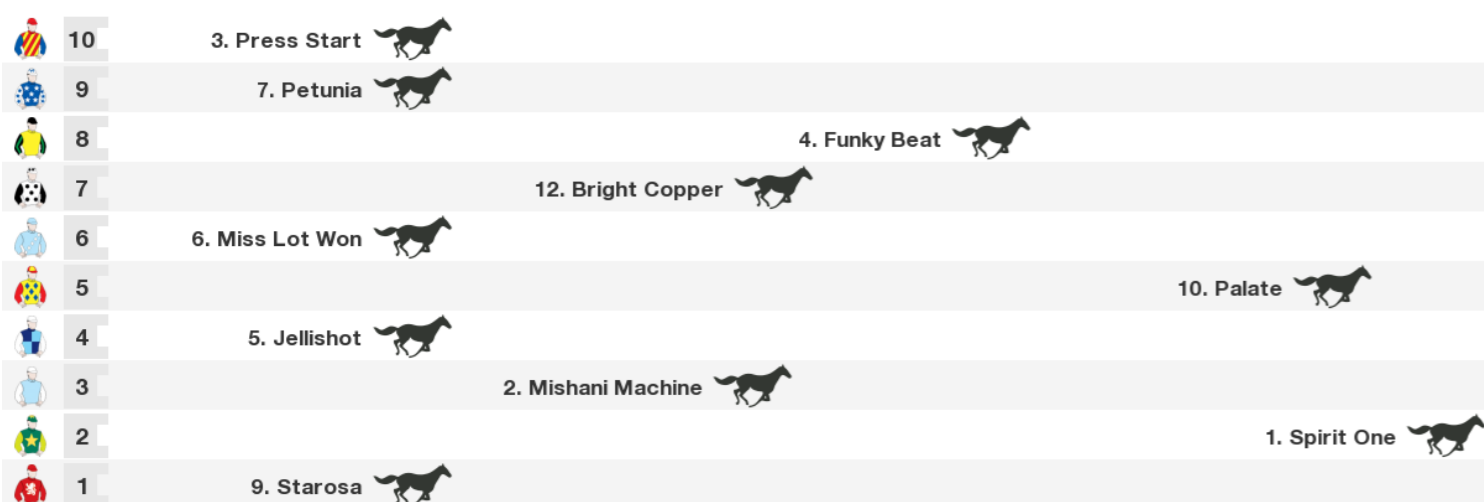 10 3. Press Start
9 7. Petunia
8 4. Funky Beat
7 12. Bright Copper
6 6. Miss Lot Won
5 10. Palate
4 5. Jellishot
3 2. Mishani Machine
2 1. Spirit One
1 9. Starosa